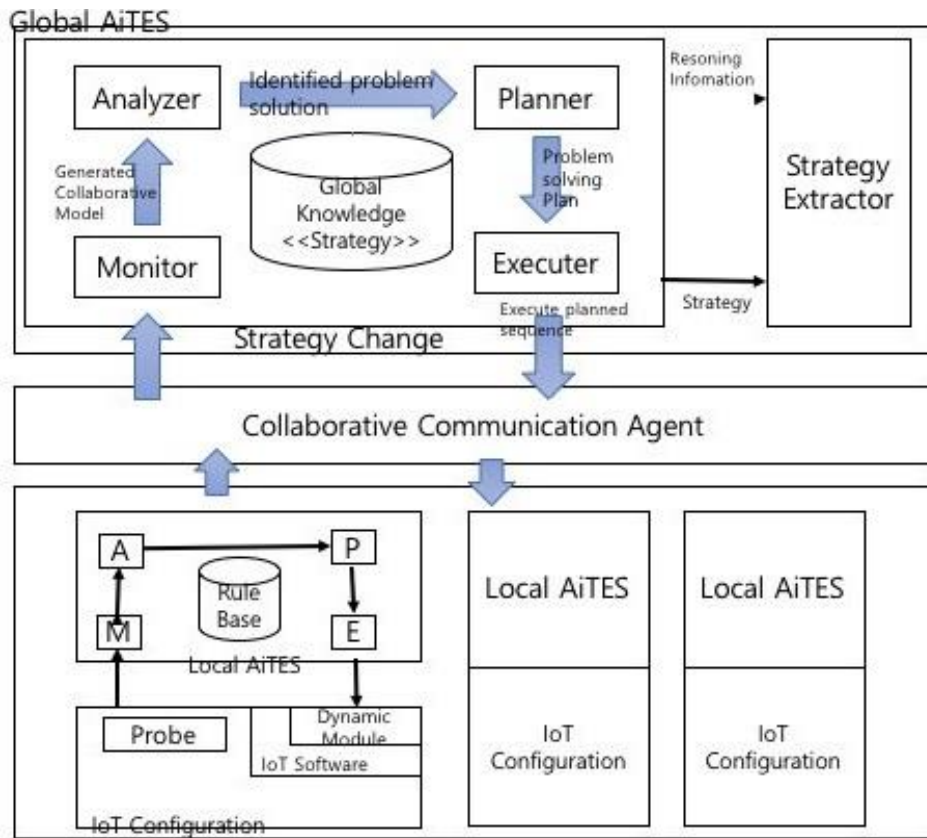 Global AiTES
Analyzer
Identified problem
solution
Planner
Resoning
Infomation
Generated
Collaborative
Model
Global
Knowledge
<<Strategy>>
Problem
solving
Plan
Strategy
Extractor
Monitor
Executer
Strategy
Execute planned
sequence
Strategy Change
Collaborative Communication Agent
A
P
Rule
Base
M
E
Local AiTES
Local AiTES
Local AiTES
Probe
Dynamic
Module
IoT Software
IoT Configuration
IoT
Configuration
IoT
Configuration